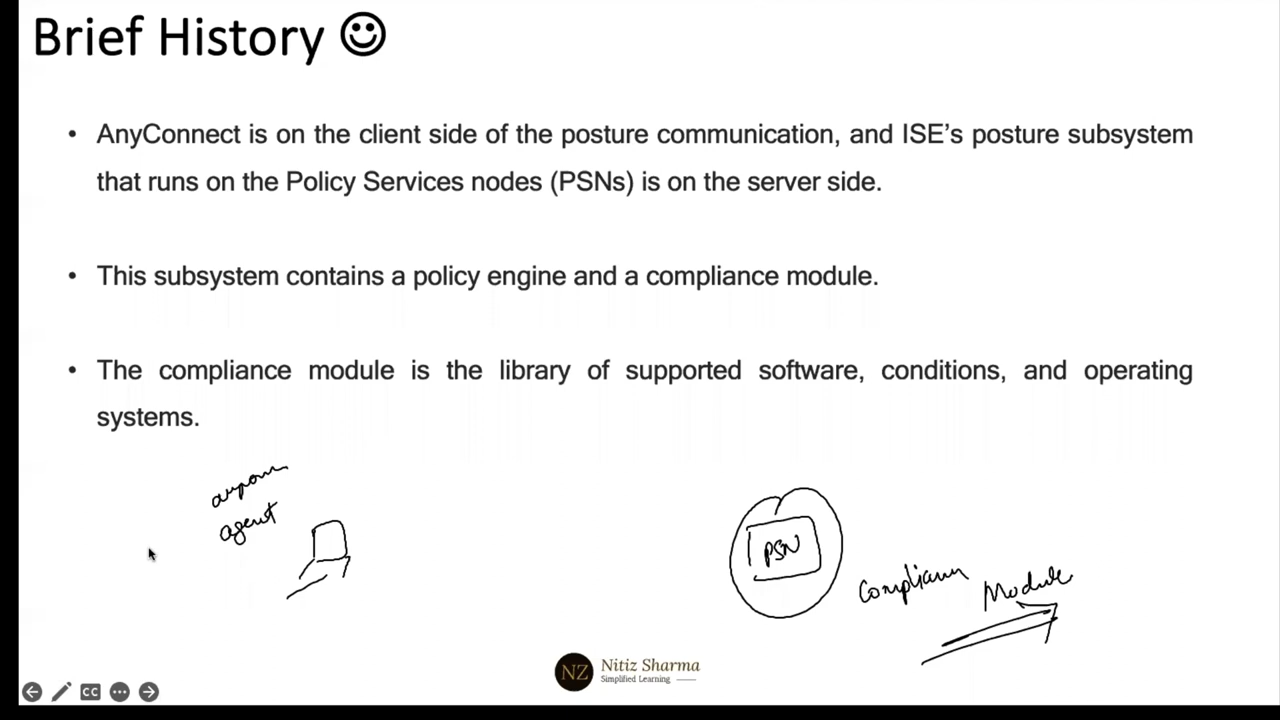 Brief History
• AnyConnect is on the client side of the posture communication, and ISE’s posture subsystem
that runs on the Policy Services nodes (PSNs) is on the server side.
• This subsystem contains a policy engine and a compliance module.
• The compliance module is the library of supported software, conditions, and operating
systems.
agent
PSN
Module
NZ
Nitiz Sharma
Simplified Learning
CC